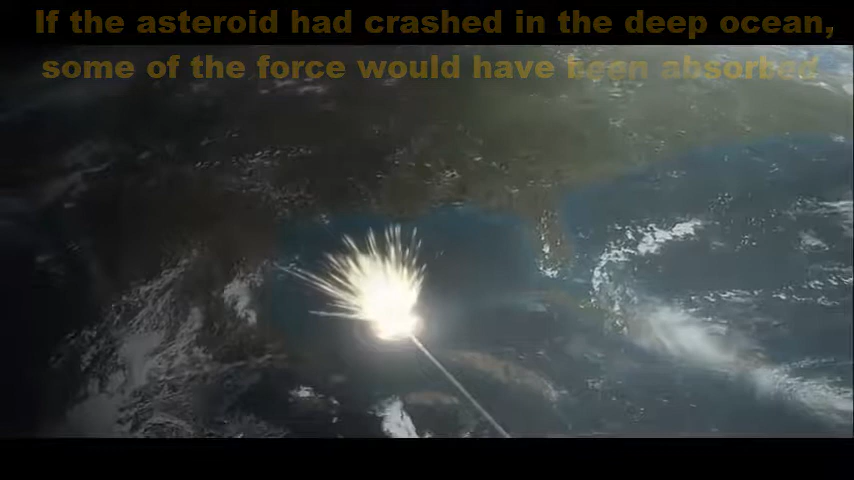 If the asteroid had crashed in the deep ocean,
some of the force would have been absorbed